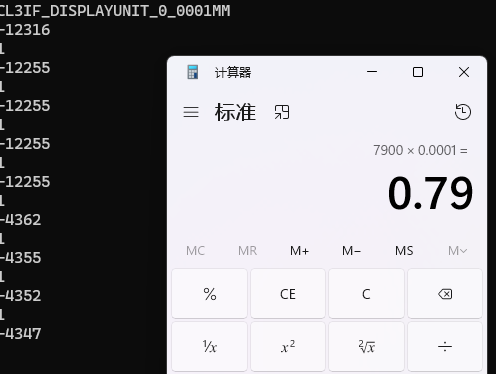 CL3IF_DISPLAYUNIT_0_0001MM
-12316
1
-12255
1
-12255
1
-12255
1
-12255
1
-4362
1
-4355
1
-4352
1
-4347
计算器
标准
7900 × 0.0001 =
0.79
MC MR M+ M− MS M
% CE C
¹/x x² ²√x ÷